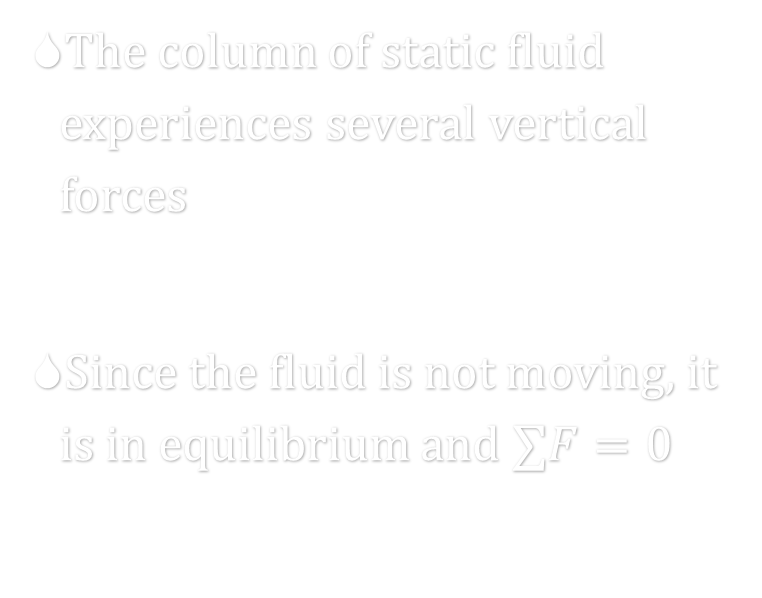 The column of static fluid
experiences several vertical
forces
Since the fluid is not moving, it
is in equilibrium and ∑F = 0